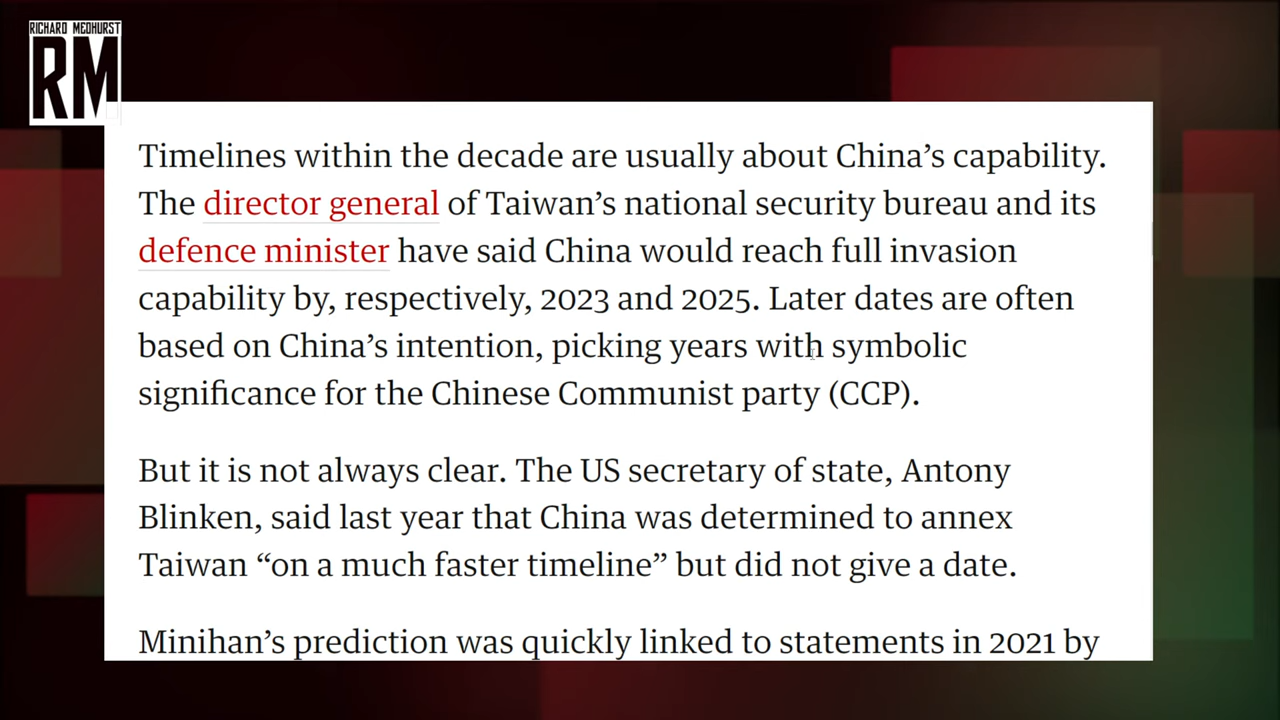 RICHARD MEDHURST
RM
Timelines within the decade are usually about China’s capability.
The director general of Taiwan’s national security bureau and its
defence minister have said China would reach full invasion
capability by, respectively, 2023 and 2025. Later dates are often
based on China’s intention, picking years with symbolic
significance for the Chinese Communist party (CCP).
But it is not always clear. The US secretary of state, Antony
Blinken, said last year that China was determined to annex
Taiwan “on a much faster timeline” but did not give a date.
Minihan’s prediction was quickly linked to statements in 2021 by